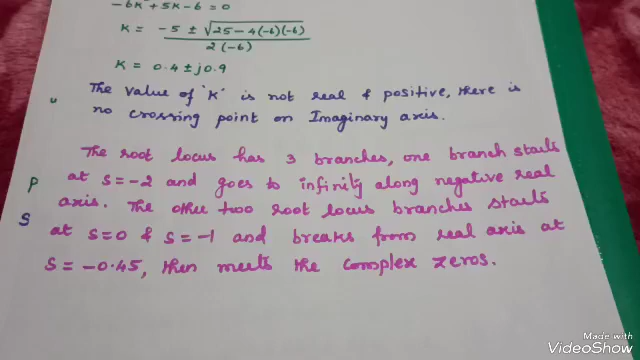 -6K² + 5K - 6 = 0
K = -5 ± √25 - 4(-6)(-6)
2(-6)
K = 0.4 ± j0.9
The value of 'K' is not real & positive, there is
no crossing point on Imaginary axis.
The root locus has 3 branches, one branch starts
at s=-2 and goes to infinity along negative real
axis. The other two root locus branches starts
at s=0 & s=-1 and breaks from real axis at
s = -0.45, then meets the complex zeros.
u
P
S
Made with
VideoShow